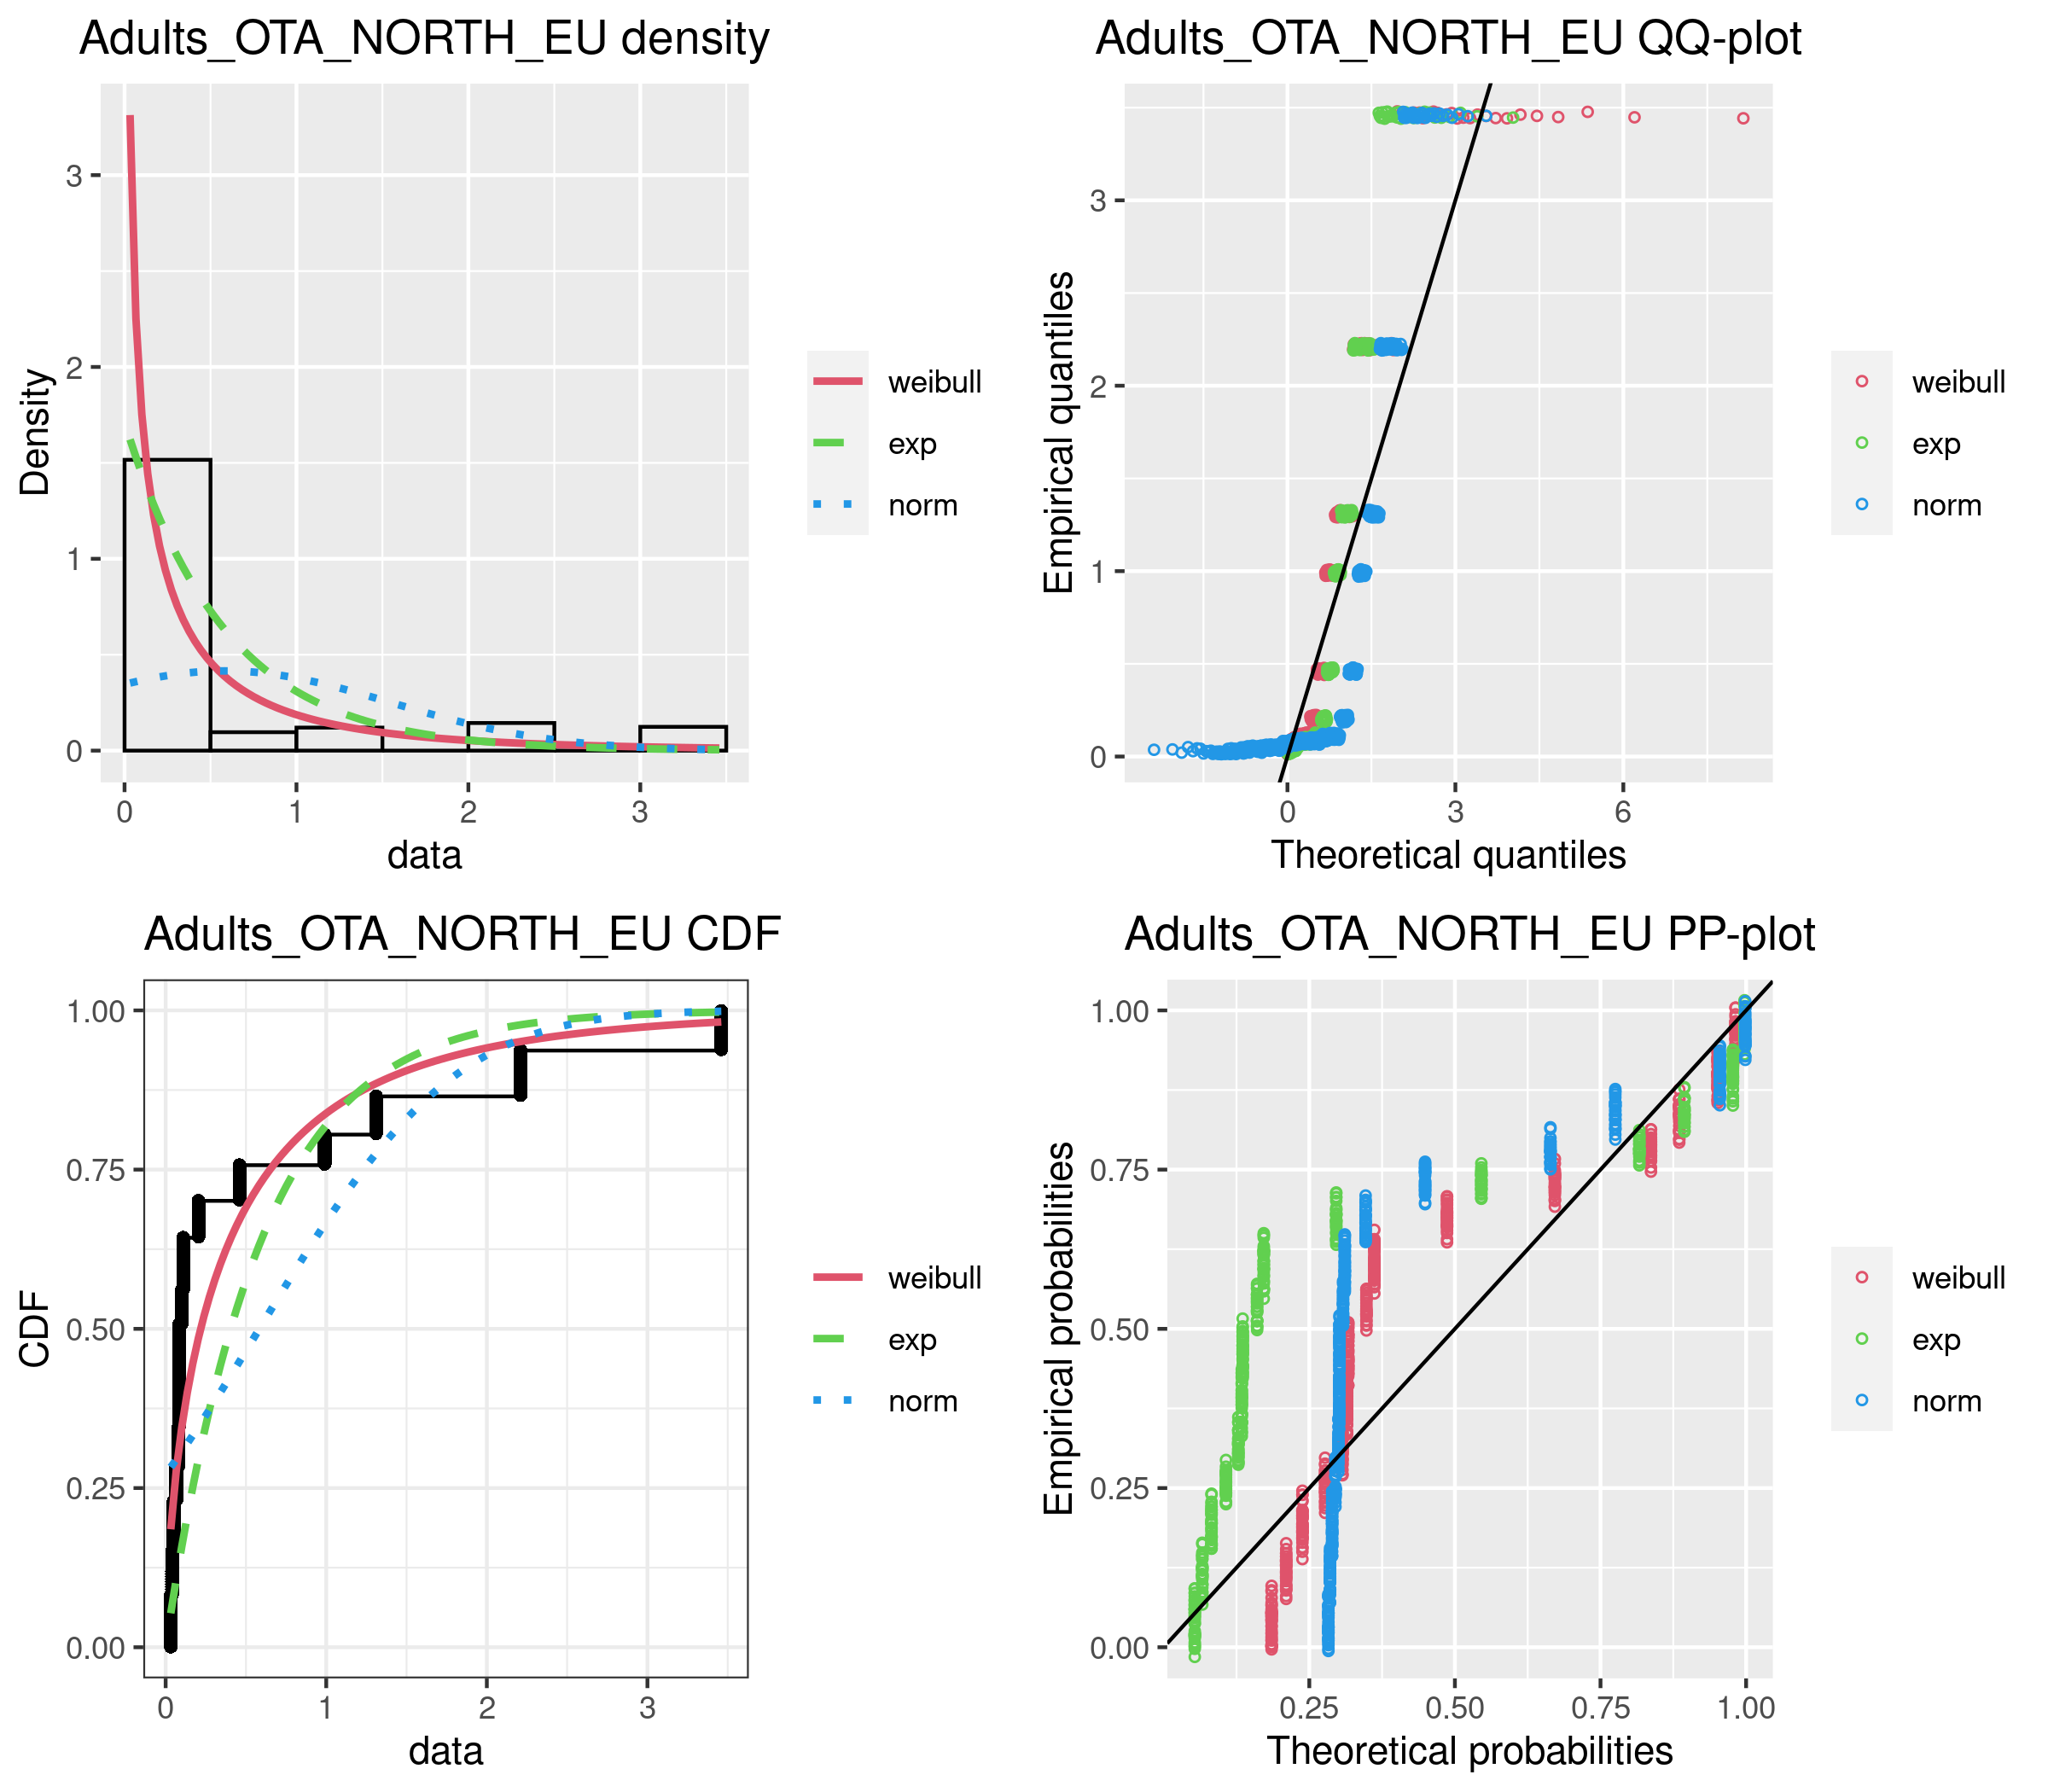 Adults_OTA_NORTH_EU density
Density
3
2
1
0
0 1 2 3
data
weibull
exp
norm
Adults_OTA_NORTH_EU QQ-plot
Empirical quantiles
3
2
1
0
0 3 6
Theoretical quantiles
weibull
exp
norm
Adults_OTA_NORTH_EU CDF
CDF
1.00
0.75
0.50
0.25
0.00
0 1 2 3
data
weibull
exp
norm
Adults_OTA_NORTH_EU PP-plot
Empirical probabilities
1.00
0.75
0.50
0.25
0.00
0.25 0.50 0.75 1.00
Theoretical probabilities
weibull
exp
norm